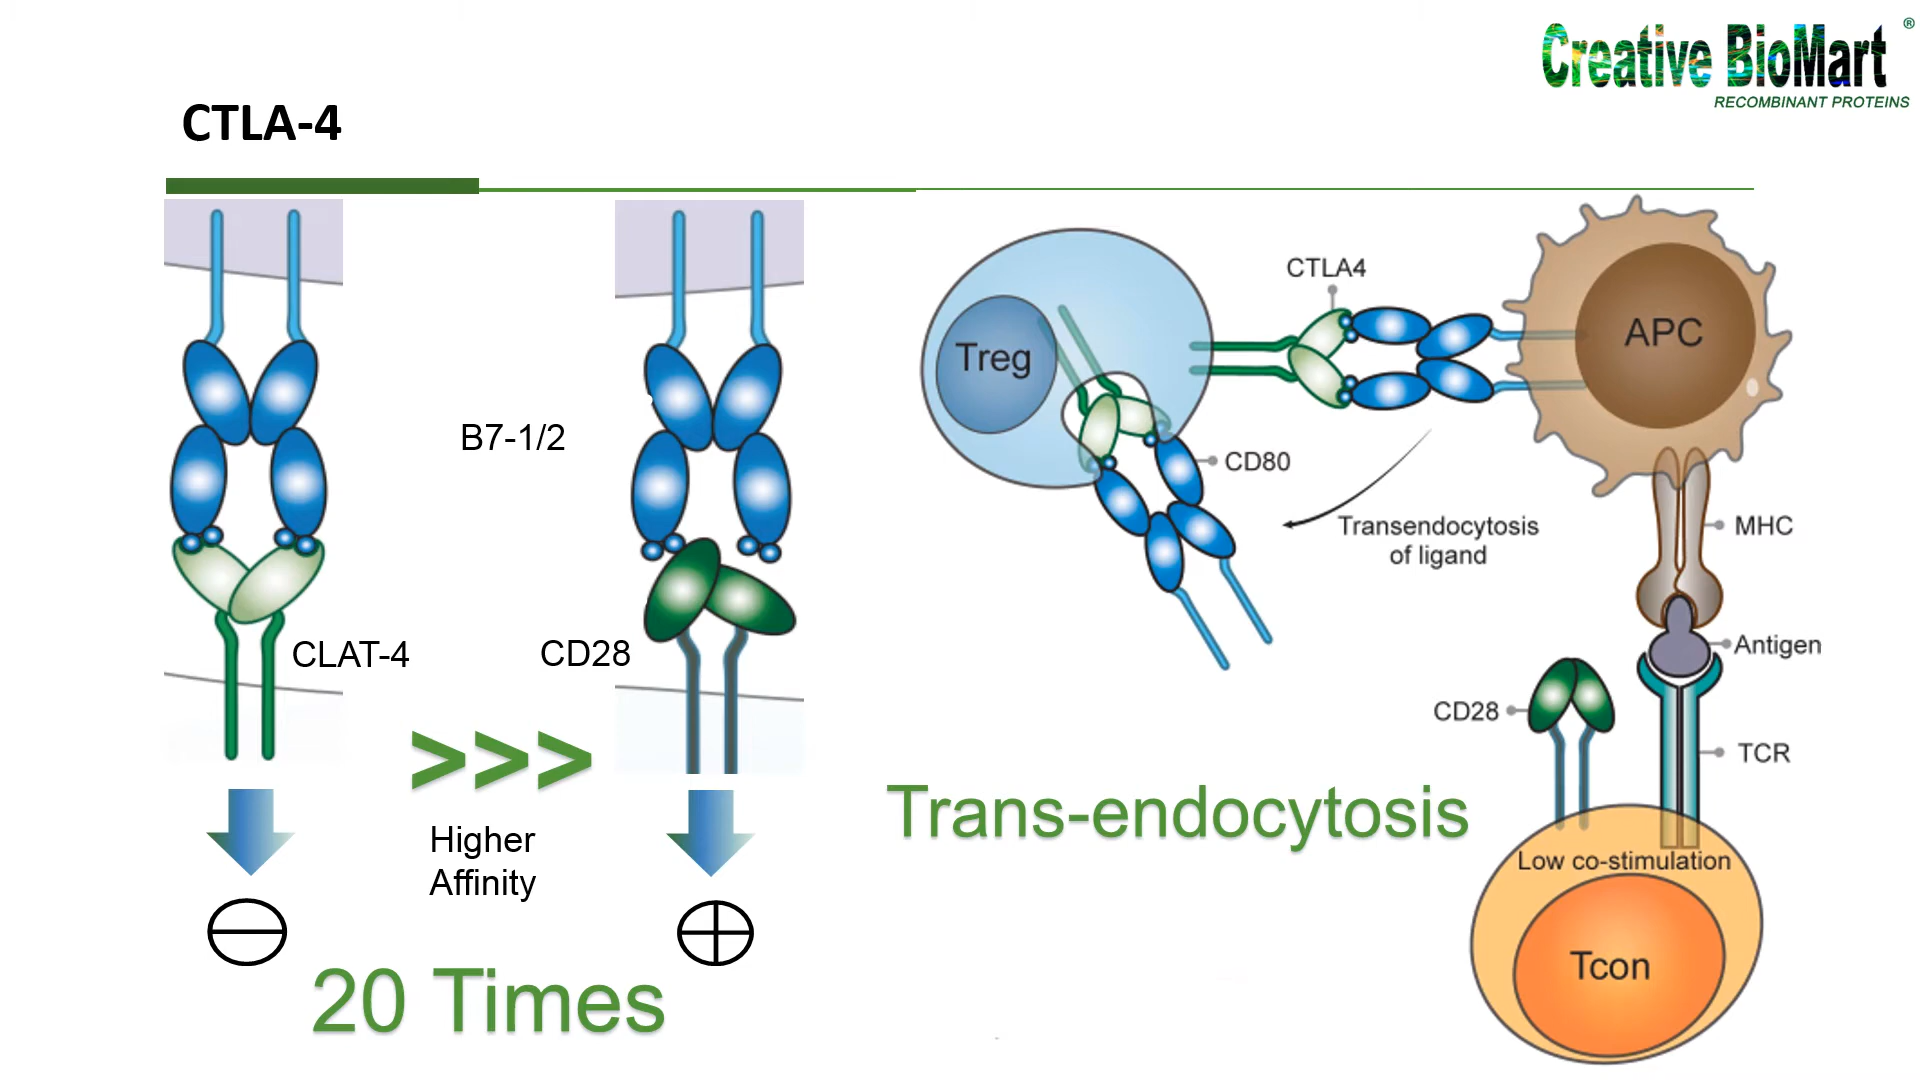 Creative BioMart ®
RECOMBINANT PROTEINS
CTLA-4
B7-1/2
CLAT-4
CD28
>>>
Higher
Affinity
20 Times
Treg
CTLA4
APC
CD80
Transendocytosis
of ligand
MHC
Antigen
CD28
TCR
Trans-endocytosis
Low co-stimulation
Tcon